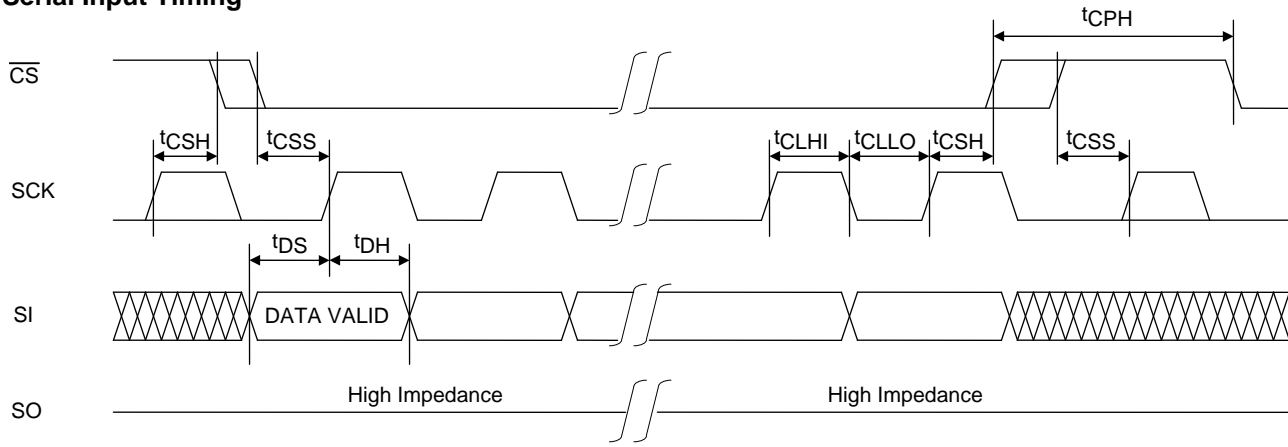 Serial Input Timing
tCPH
CS
tCSH
tCSS
tCLHI
tCLLO
tCSH
tCSS
SCK
tDS
tDH
SI
DATA VALID
High Impedance
High Impedance
SO